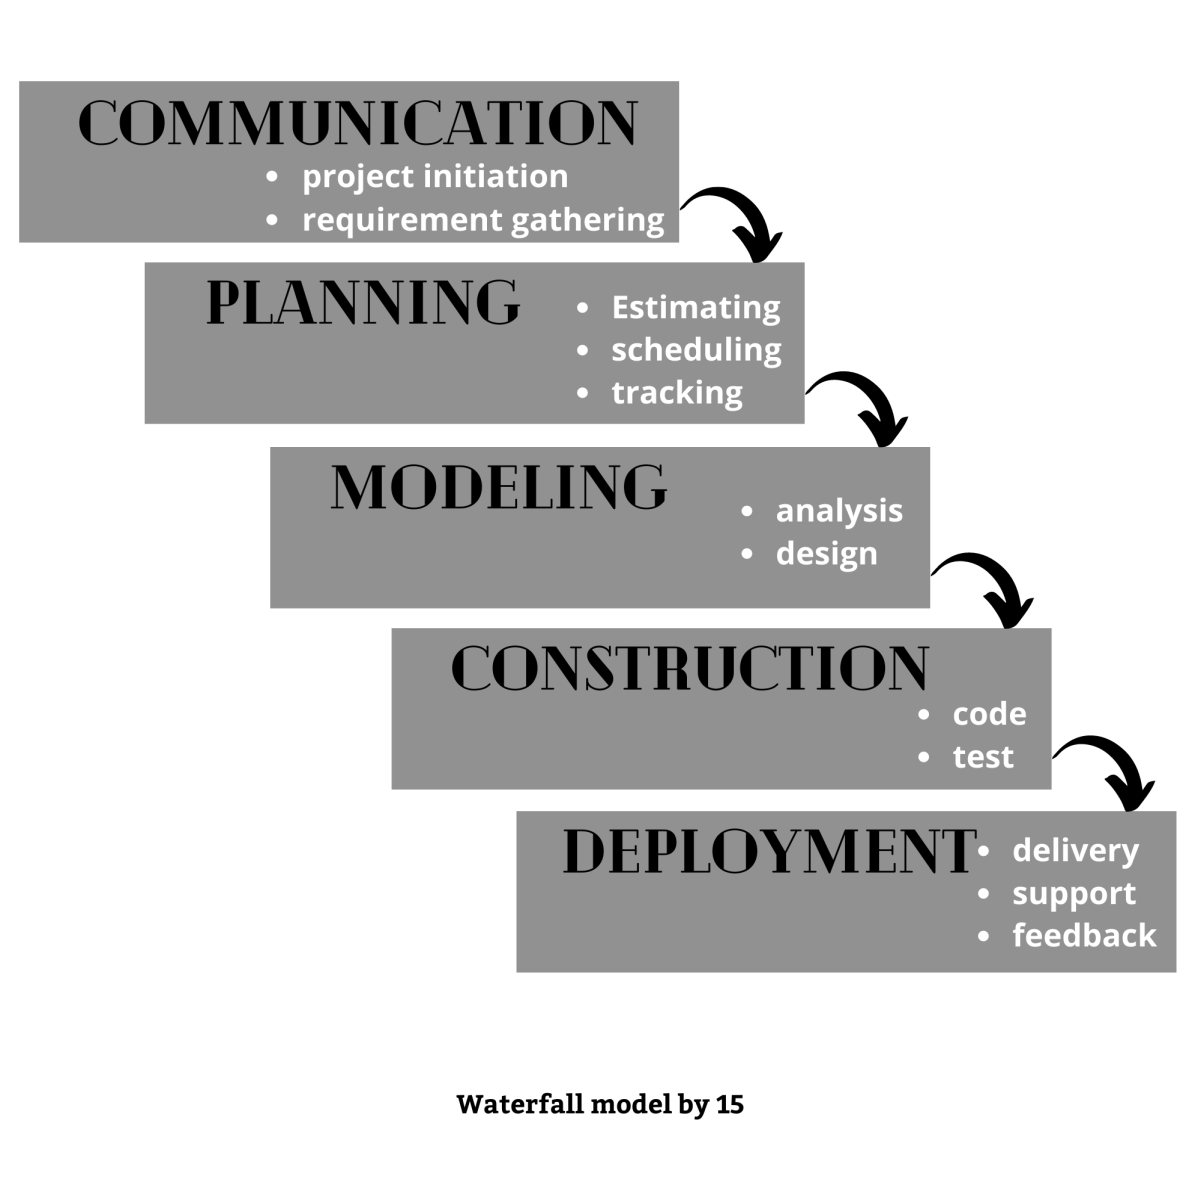 COMMUNICATION
• project initiation
• requirement gathering
PLANNING
• Estimating
• scheduling
• tracking
MODELING
• analysis
• design
CONSTRUCTION
• code
• test
DEPLOYMENT
• delivery
• support
• feedback
Waterfall model by 15